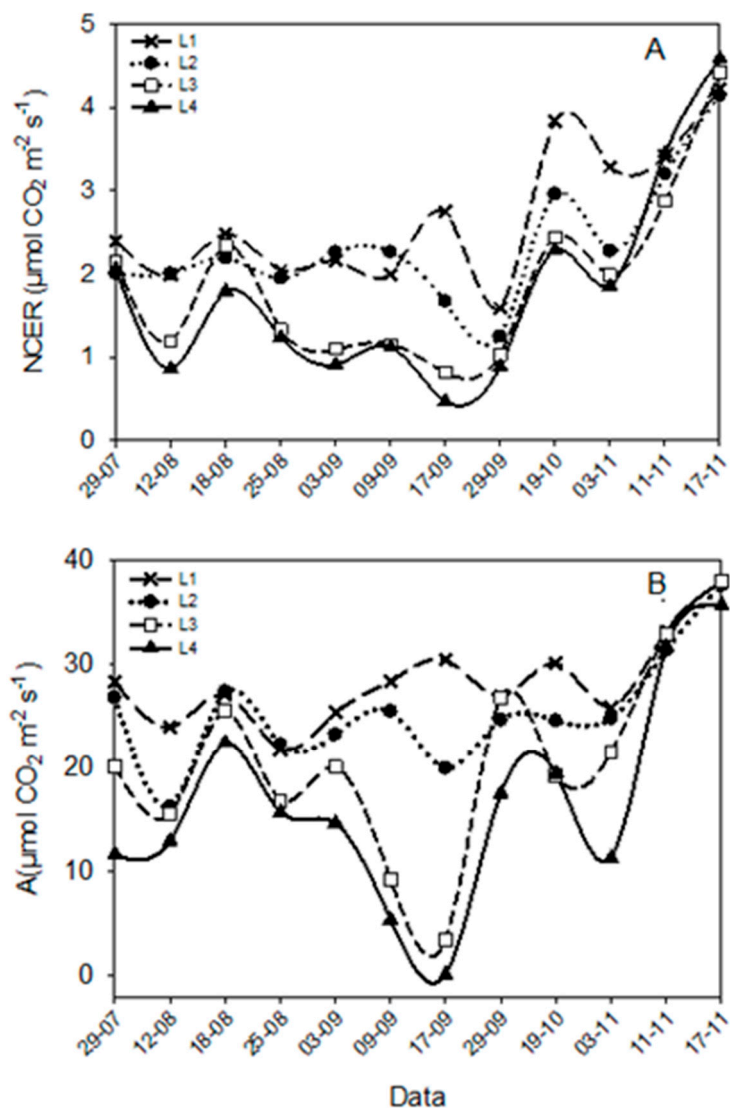 A
L1
L2
L3
L4
5
4
3
2
1
0
NCER (μmol CO2 m-2 s-1)
29-07 12-08 18-08 25-08 03-09 09-09 17-09 29-09 19-10 03-11 11-11 17-11
B
L1
L2
L3
L4
40
30
20
10
0
A(μmol CO2 m-2 s-1)
29-07 12-08 18-08 25-08 03-09 09-09 17-09 29-09 19-10 03-11 11-11 17-11
Data